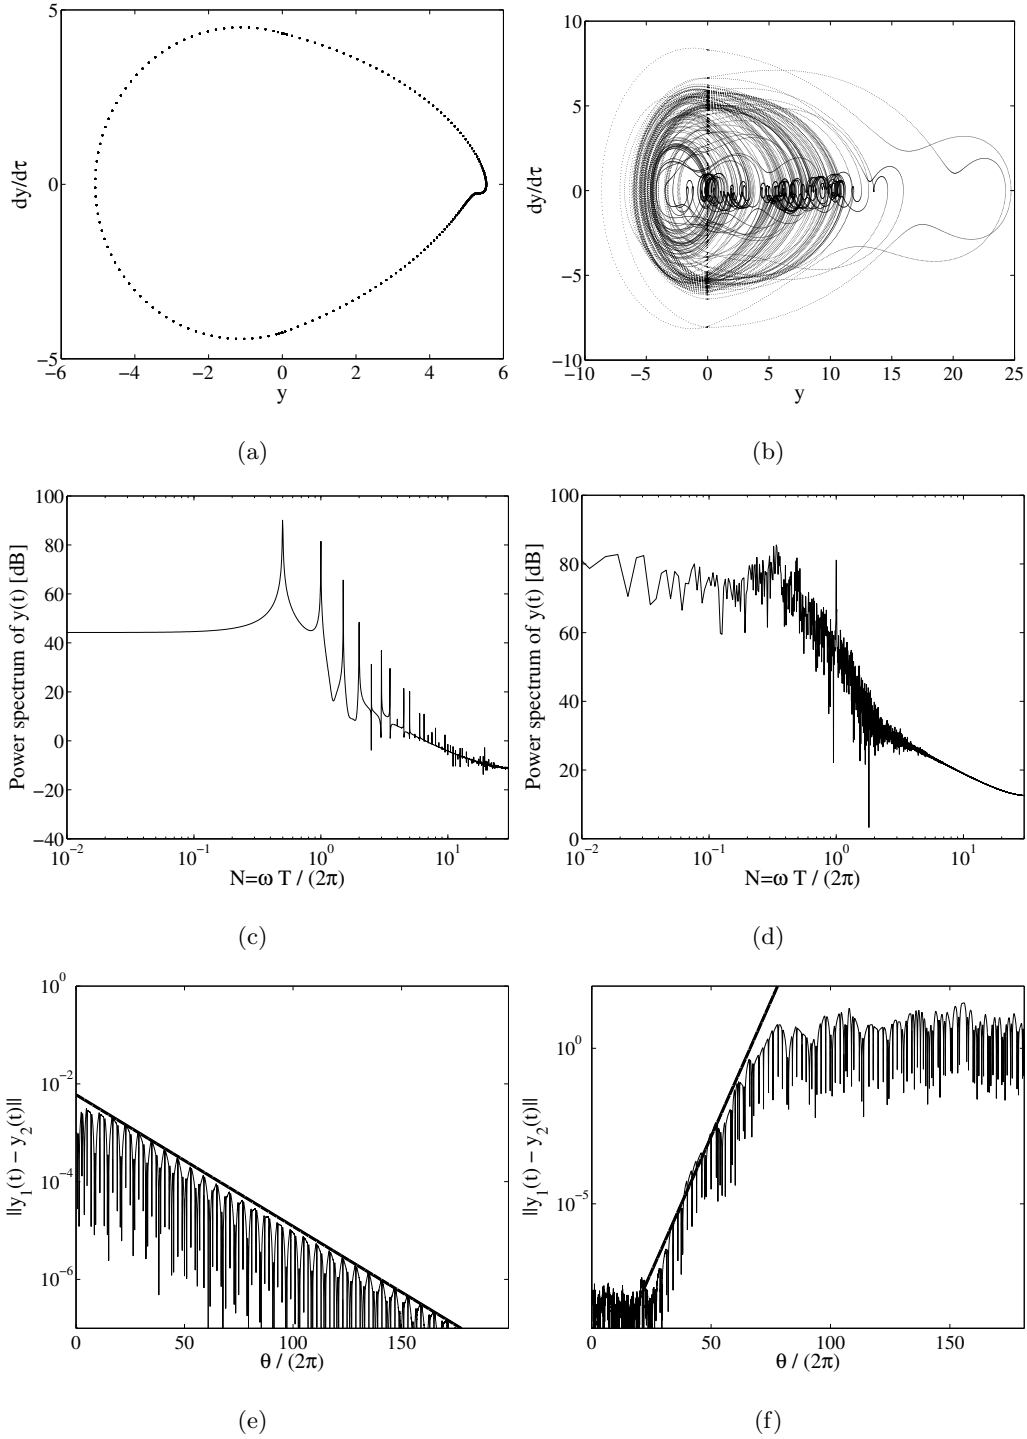 5
0
−5
−6 −4 −2 0 2 4 6
dy/dτ
y
(a)
10
5
0
−5
−10
−10 −5 0 5 10 15 20 25
dy/dτ
y
(b)
100
80
60
40
20
0
−20
−40
10^−2 10^−1 10^0 10^1
Power spectrum of y(t) [dB]
N=ω T / (2π)
(c)
100
80
60
40
20
0
10^−2 10^−1 10^0 10^1
Power spectrum of y(t) [dB]
N=ω T / (2π)
(d)
10^0
10^−2
10^−4
10^−6
0 50 100 150
||y_1(t) − y_2(t)||
θ / (2π)
(e)
10^0
10^−5
0 50 100 150
||y_1(t) − y_2(t)||
θ / (2π)
(f)